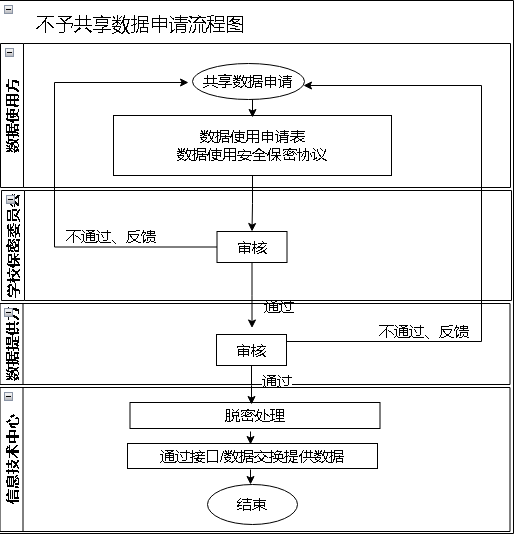 不予共享数据申请流程图
数据使用方
共享数据申请
数据使用申请表
数据使用安全保密协议
学校保密委员会
不通过、反馈
审核
通过
数据提供方
不通过、反馈
审核
通过
信息技术中心
脱密处理
通过接口/数据交换提供数据
结束